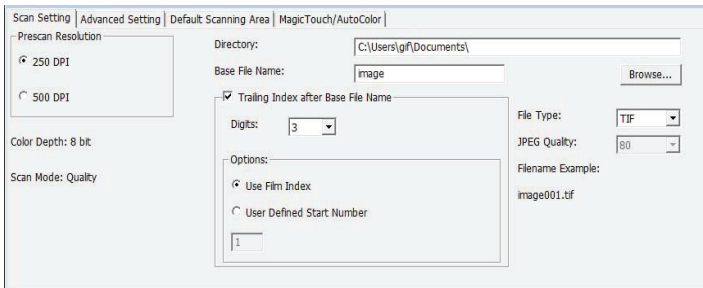 Scan Setting Advanced Setting Default Scanning Area MagicTouch/AutoColor
Prescan Resolution
250 DPI
500 DPI
Color Depth: 8 bit
Scan Mode: Quality
Directory: C:\Users\gif\Documents\
Base File Name: image
Browse...
Trailing Index after Base File Name
Digits: 3
Options:
Use Film Index
User Defined Start Number
1
File Type: TIF
JPEG Quality: 80
Filename Example:
image001.tif